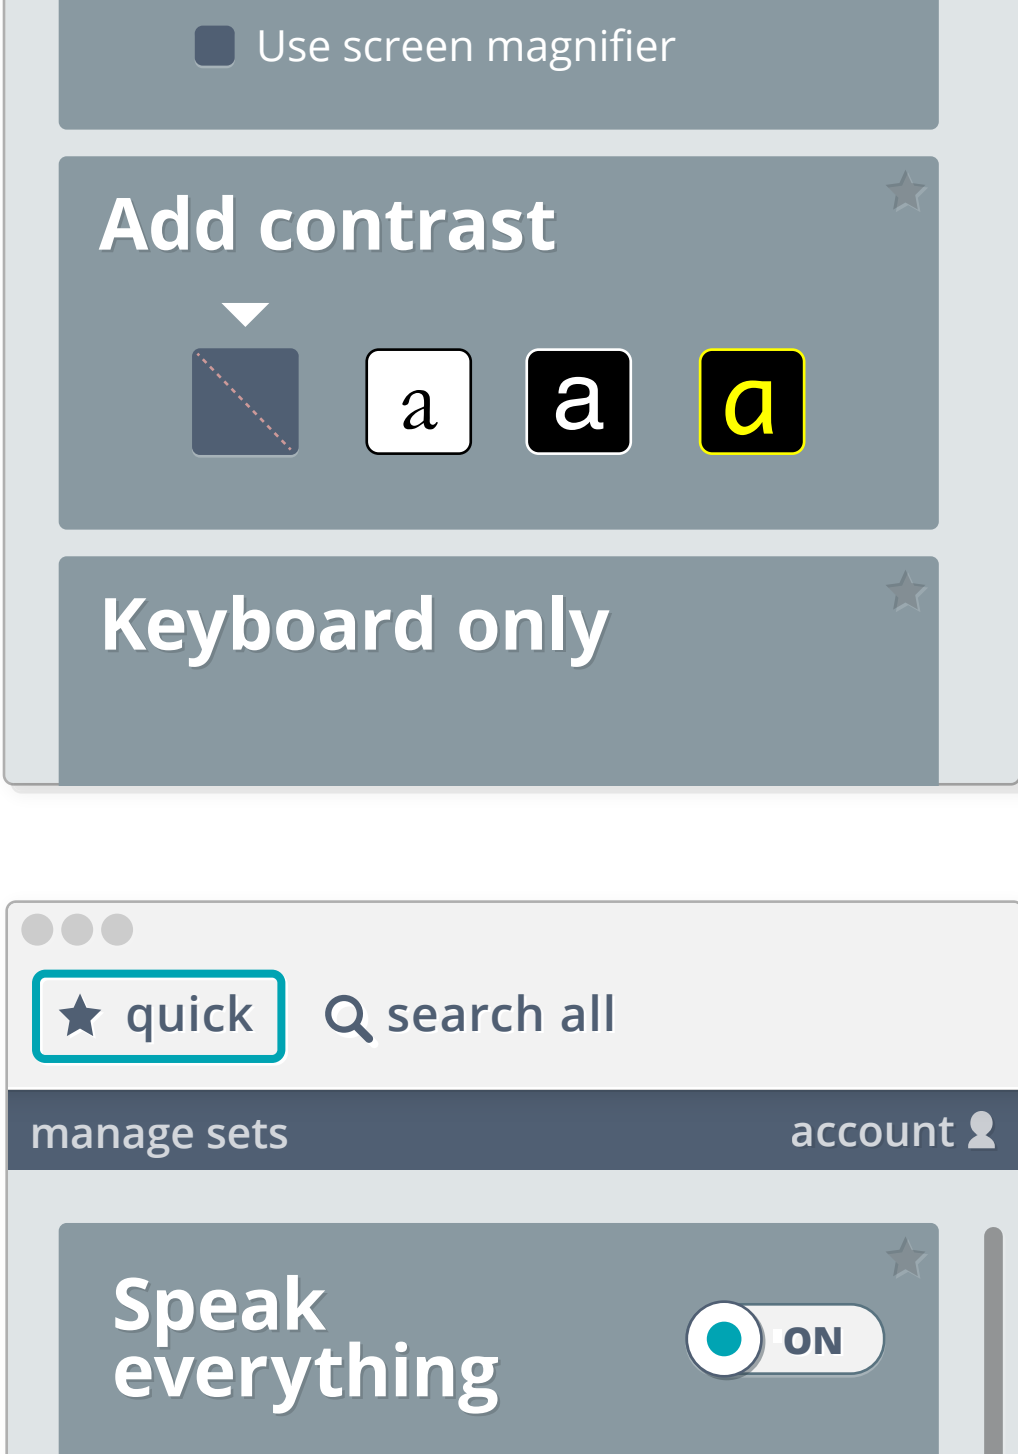 Use screen magnifier
Add contrast
a a a
Keyboard only
quick search all
manage sets account
Speak
everything
ON